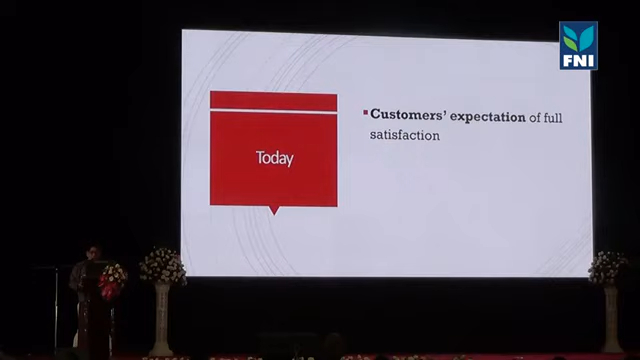 FNI
Today
Customers' expectation of full
satisfaction